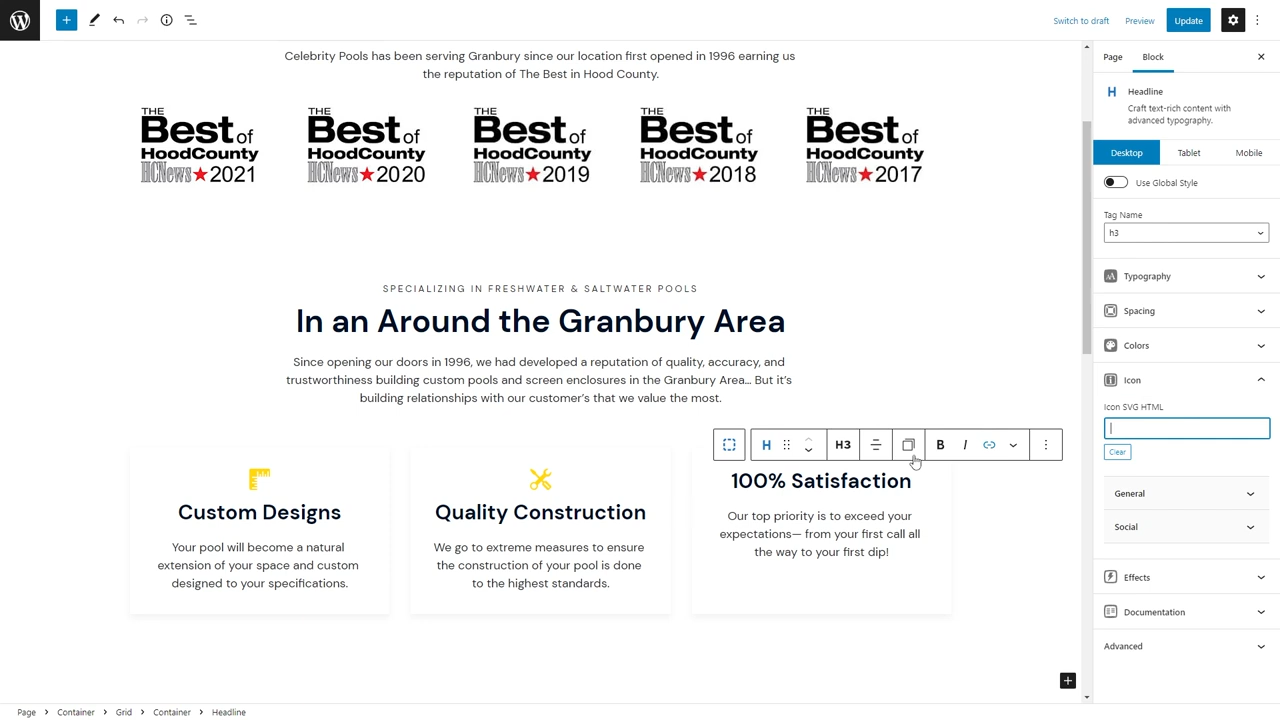 Switch to draft
Preview
Update
Celebrity Pools has been serving Granbury since our location first opened in 1996 earning us
the reputation of The Best in Hood County.
THE
Best of
HoodCounty
HCNews★2021
THE
Best of
HoodCounty
HCNews★2020
THE
Best of
HoodCounty
HCNews★2019
THE
Best of
HoodCounty
HCNews★2018
THE
Best of
HoodCounty
HCNews★2017
SPECIALIZING IN FRESHWATER & SALTWATER POOLS
In an Around the Granbury Area
Since opening our doors in 1996, we had developed a reputation of quality, accuracy, and
trustworthiness building custom pools and screen enclosures in the Granbury Area... But it's
building relationships with our customer's that we value the most.
H
H3
B
I
Custom Designs
Your pool will become a natural
extension of your space and custom
designed to your specifications.
Quality Construction
We go to extreme measures to ensure
the construction of your pool is done
to the highest standards.
100% Satisfaction
Our top priority is to exceed your
expectations— from your first call all
the way to your first dip!
Page
Block
H
Headline
Craft text-rich content with
advanced typography.
Desktop
Tablet
Mobile
Use Global Style
Tag Name
h3
Typography
Spacing
Colors
Icon
Icon SVG HTML
Clear
General
Social
Effects
Documentation
Advanced
Page > Container > Grid > Container > Headline